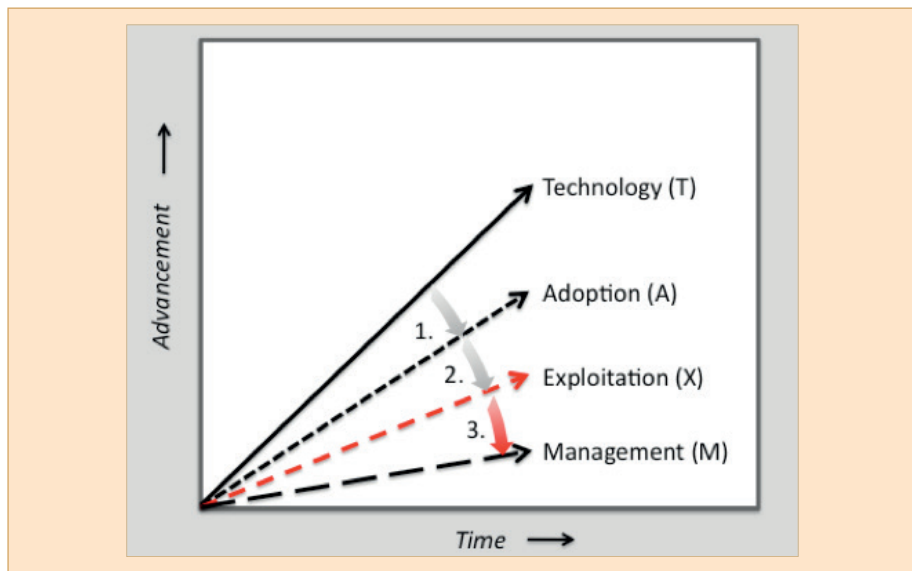 Technology (T)
Adoption (A)
1.
2.
Exploitation (X)
3.
Management (M)
Advancement
Time